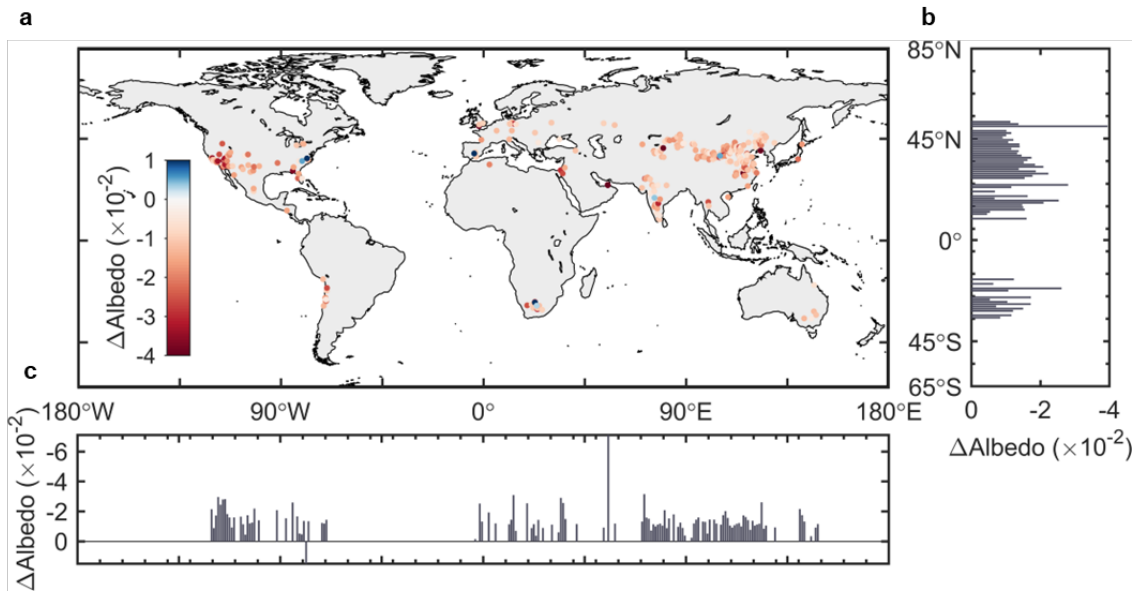 a
b
85°N
45°N
0°
45°S
65°S
0
-2
-4
ΔAlbedo (×10-2)
ΔAlbedo (×10-2)
1
0
-1
-2
-3
-4
c
180°W
90°W
0°
90°E
180°E
ΔAlbedo (×10-2)
-6
-4
-2
0